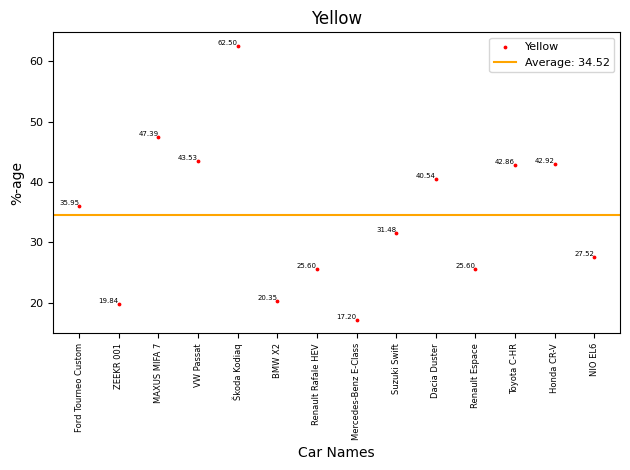 Yellow
Yellow
Average: 34.52
%-age
60
50
40
30
20
35.95
19.84
47.39
43.53
62.50
20.35
25.60
17.20
31.48
40.54
25.60
42.86
42.92
27.52
Ford Tourneo Custom
ZEEKR 001
MAXUS MIFA 7
VW Passat
Škoda Kodiaq
BMW X2
Renault Rafale HEV
Mercedes-Benz E-Class
Suzuki Swift
Dacia Duster
Renault Espace
Toyota C-HR
Honda CR-V
NIO EL6
Car Names